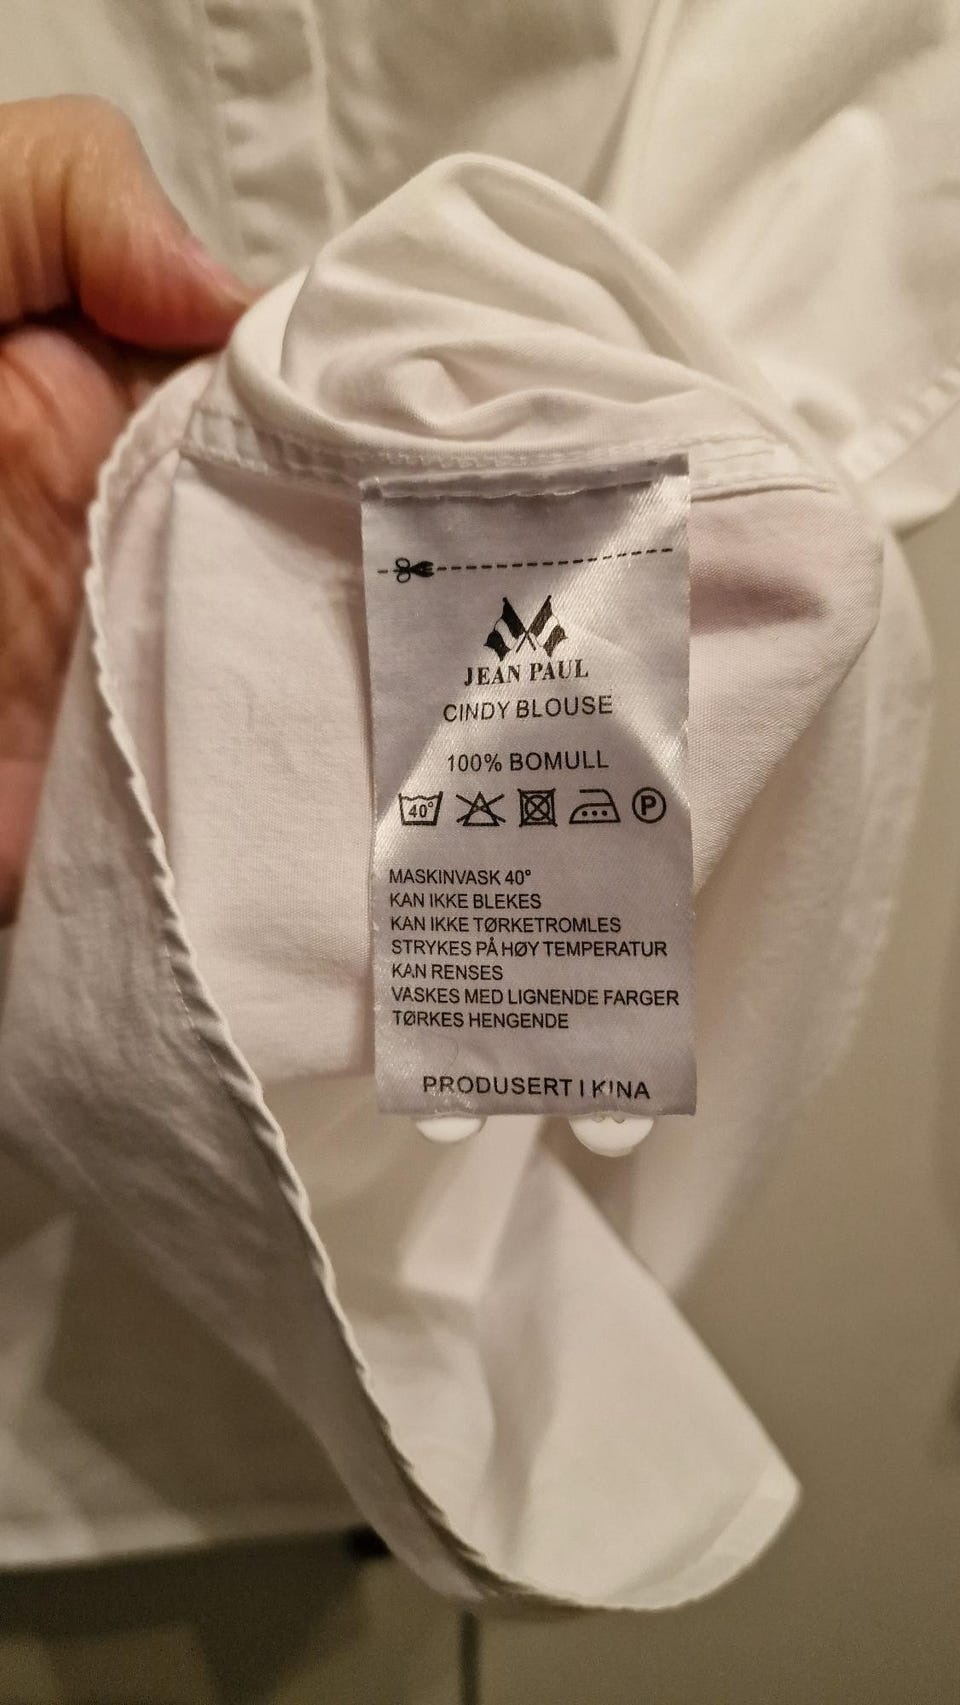 JEAN PAUL
CINDY BLOUSE
100% BOMULL
40° P
MASKINVASK 40°
KAN IKKE BLEKES
KAN IKKE TØRKETROMLES
STRYKES PÅ HØY TEMPERATUR
KAN RENSES
VASKES MED LIGNENDE FARGER
TØRKES HENGENDE
PRODUSERT I KINA